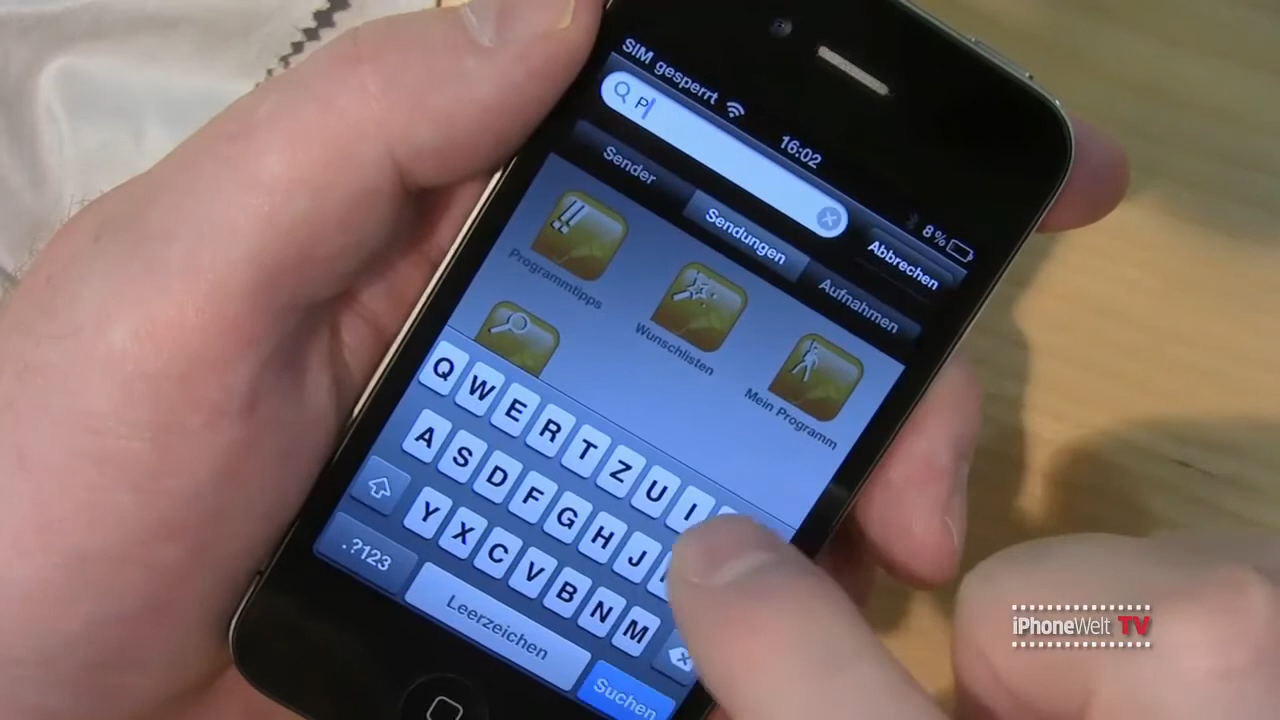 SIM gesperrt
16:02
8%
P
Abbrechen
Sender
Sendungen
Aufnahmen
Programmtipps
Wunschlisten
Mein Programm
Q W E R T Z U I
A S D F G H J
Y X C V B N M
.?123
Leerzeichen
Suchen
iPhoneWelt TV